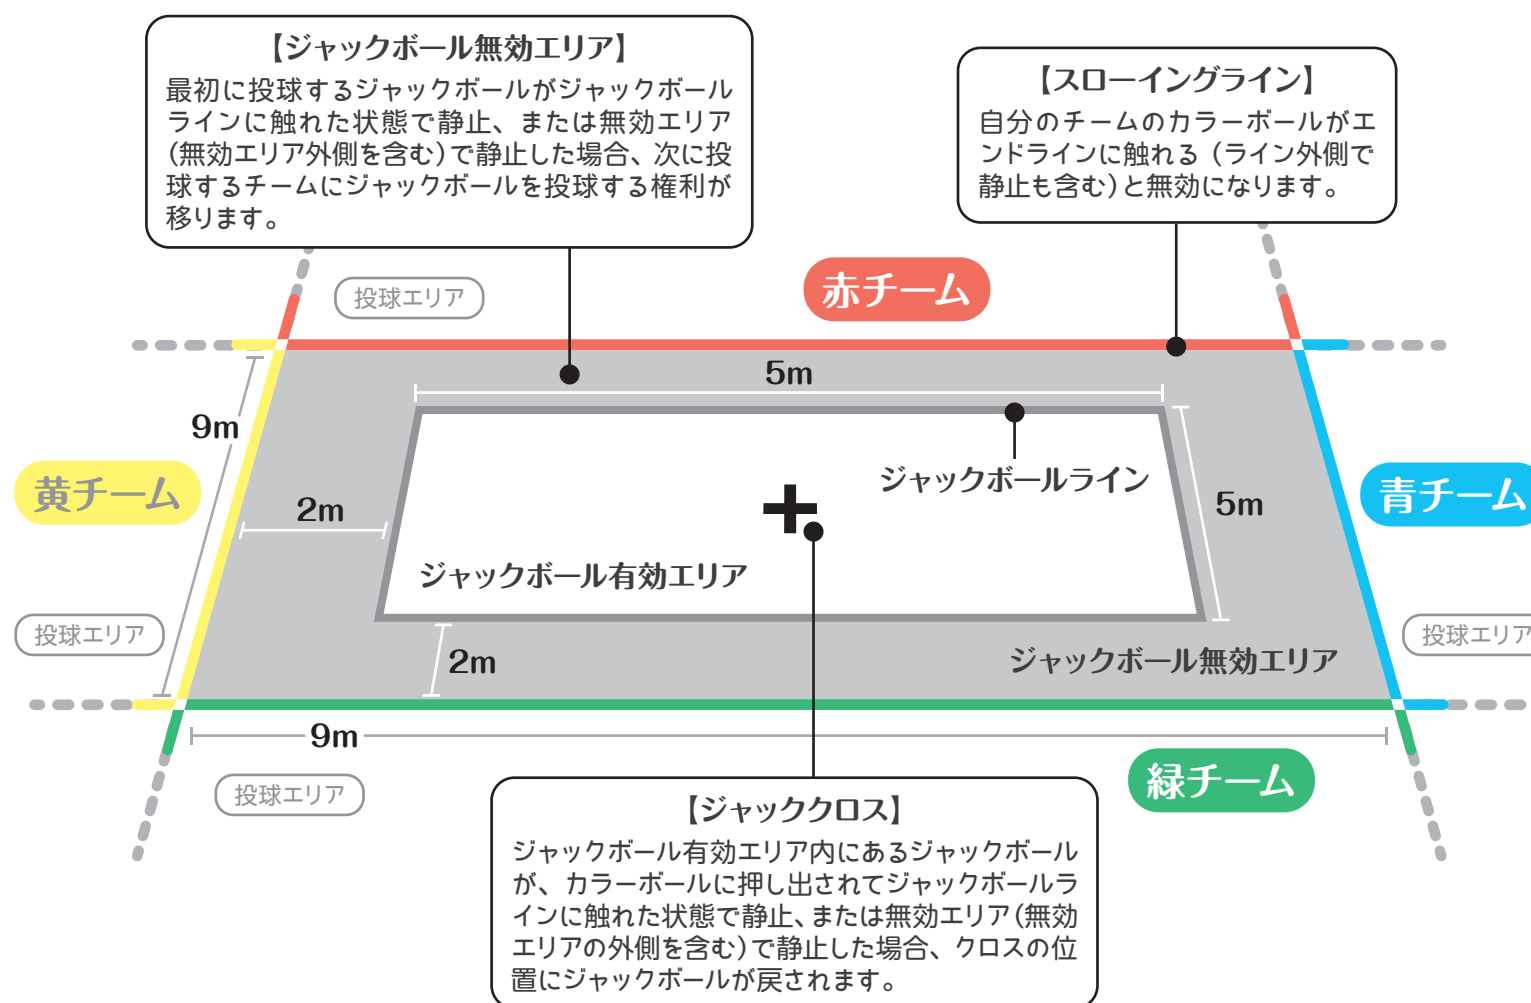 【ジャックボール無効エリア】
最初に投球するジャックボールがジャックボール
ラインに触れた状態で静止、または無効エリア
(無効エリア外側を含む)で静止した場合、次に投
球するチームにジャックボールを投球する権利が
移ります。
【スローイングライン】
自分のチームのカラーボールがエ
ンドラインに触れる（ライン外側で
静止も含む)と無効になります。
投球エリア
赤チーム
5m
9m
ジャックボールライン
黄チーム
2m
5m
青チーム
ジャックボール有効エリア
投球エリア
投球エリア
2m
ジャックボール無効エリア
9m
緑チーム
投球エリア
【ジャッククロス】
ジャックボール有効エリア内にあるジャックボール
が、カラーボールに押し出されてジャックボールラ
インに触れた状態で静止、または無効エリア(無効
エリアの外側を含む)で静止した場合、クロスの位
置にジャックボールが戻されます。